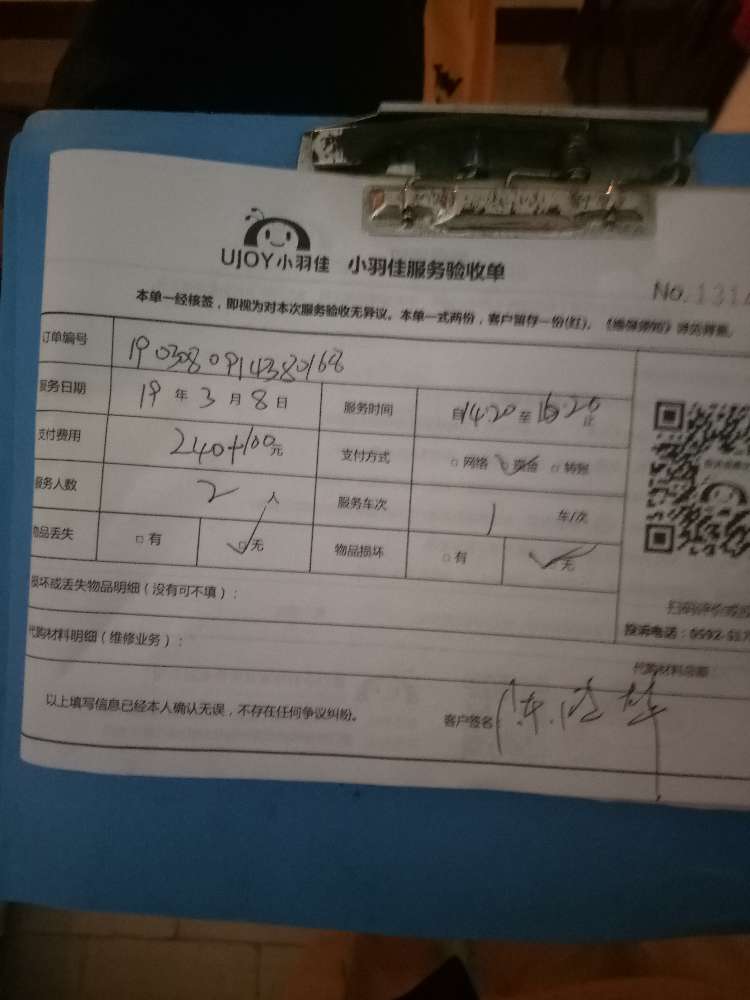 UJOY小羽佳 小羽佳服务验收单
No.131
本单一经核签，即视为对本次服务验收无异议。本单一式两份，客户留存一份(红)，
订单编号 1903080914380168
服务日期 19年3月8日 服务时间 自14:20至16:20止
支付费用 240+100元 支付方式 □网络 □现金 □转账
服务人数 2人 服务车次 1 车/次
物品丢失 □有 □无 物品损坏 □有 无
损坏或丢失物品明细（没有可不填）：
扫码评价或投
代购材料明细（维修业务）：
投诉电话：0592-517
代购材料总额
以上填写信息已经本人确认无误，不存在任何争议纠纷。
客户签名：陈